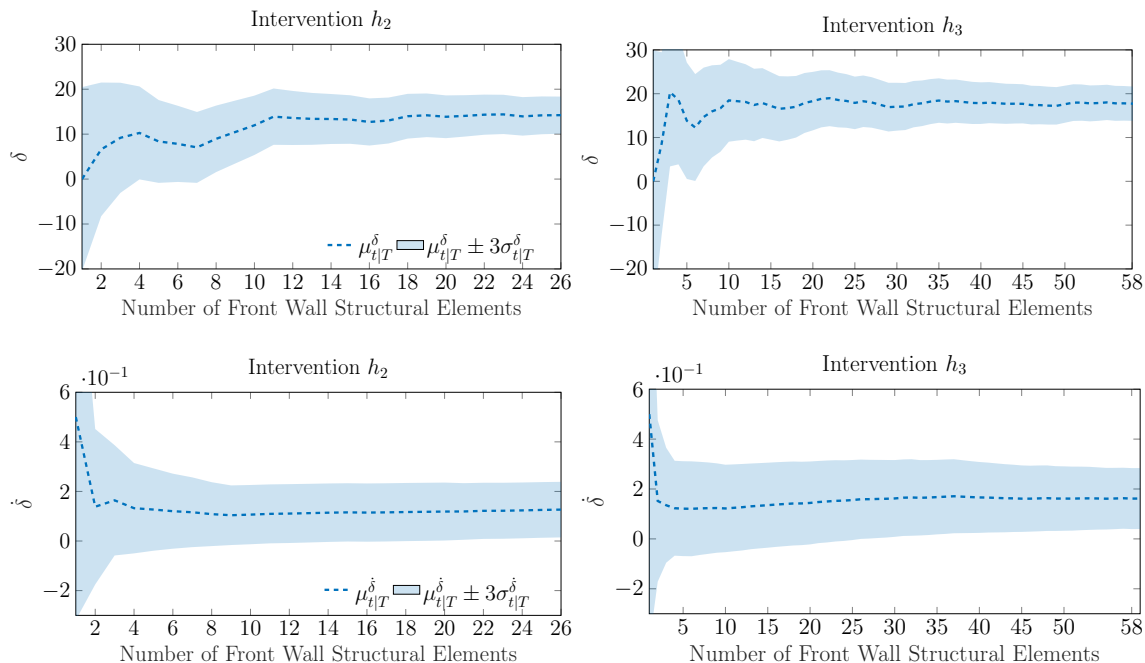 Intervention h₂
30
20
10
0
−10
−20
δ
2 4 6 8 10 12 14 16 18 20 22 24 26
Number of Front Wall Structural Elements
μ^δ_{t|T} μ^δ_{t|T} ± 3σ^δ_{t|T}
Intervention h₃
30
20
10
0
−10
−20
δ
5 10 15 20 25 30 35 40 45 50 58
Number of Front Wall Structural Elements
Intervention h₂
·10⁻¹
6
4
2
0
−2
δ̇
2 4 6 8 10 12 14 16 18 20 22 24 26
Number of Front Wall Structural Elements
μ^δ̇_{t|T} μ^δ̇_{t|T} ± 3σ^δ̇_{t|T}
Intervention h₃
·10⁻¹
6
4
2
0
−2
δ̇
5 10 15 20 25 30 35 40 45 50 58
Number of Front Wall Structural Elements